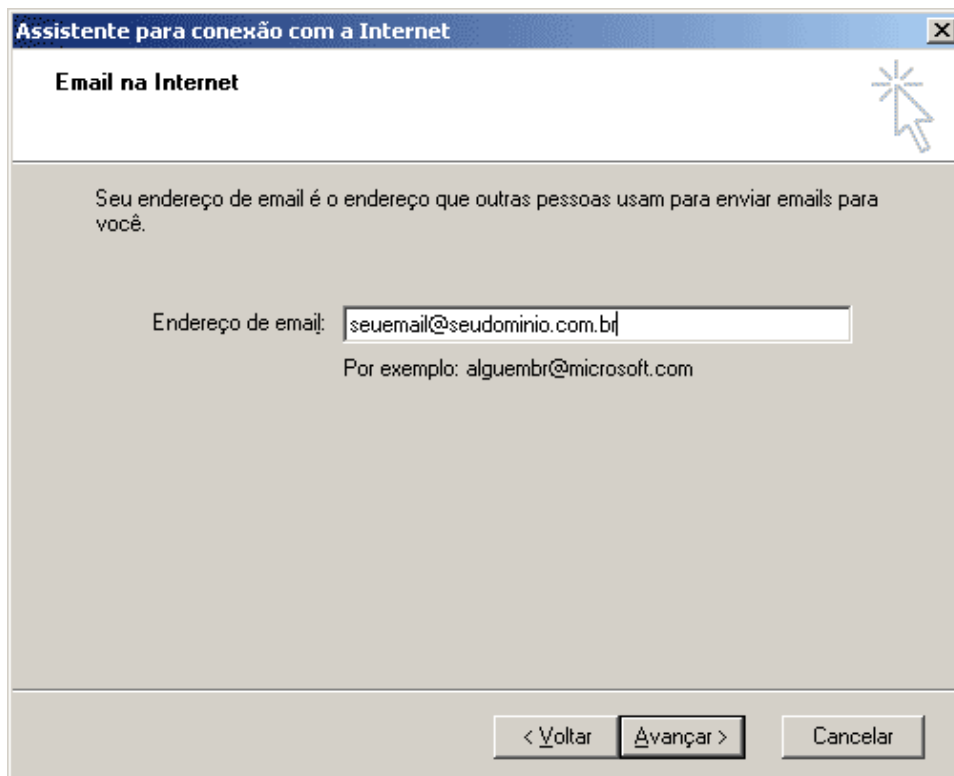 Assistente para conexão com a Internet
Email na Internet
Seu endereço de email é o endereço que outras pessoas usam para enviar emails para
você.
Endereço de email: seuemail@seudominio.com.br
Por exemplo: alguembr@microsoft.com
< Voltar Avançar > Cancelar